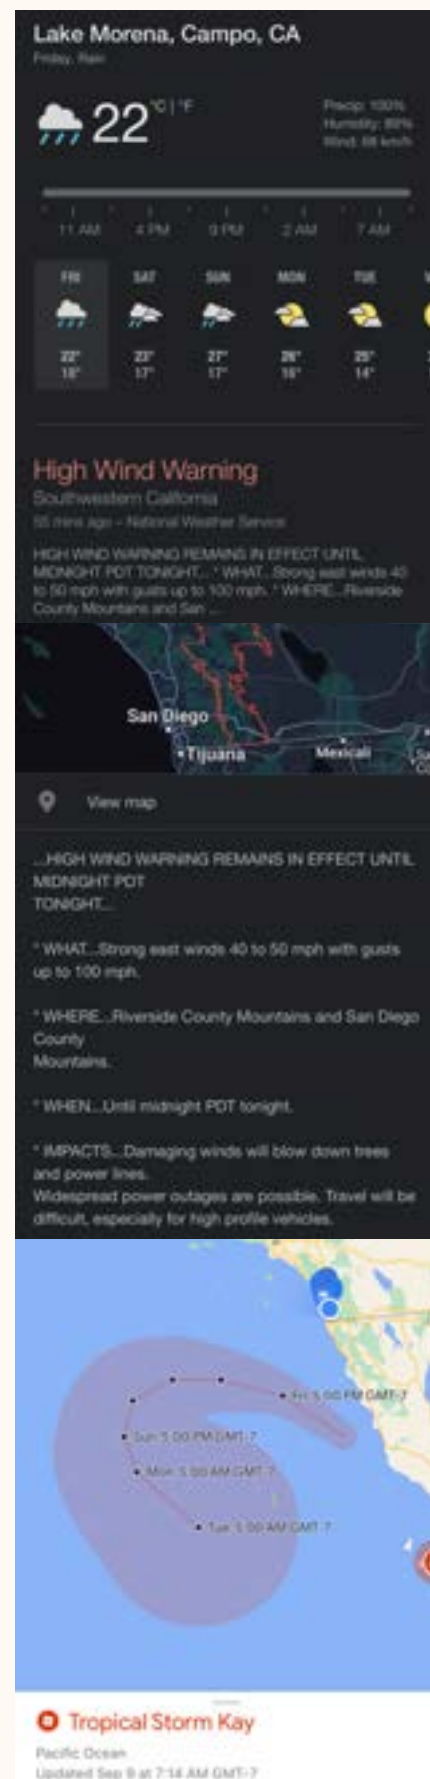 Lake Morena, Campo, CA
Friday, Rain
22
°C | °F
Precip: 100%
Humidity: 89%
Wind: 68 km/h
11 AM 4 PM 9 PM 2 AM 7 AM
FRI SAT SUN MON TUE
22° 23° 27° 26° 25°
18° 17° 17° 16° 14°
High Wind Warning
Southwestern California
55 mins ago – National Weather Service
HIGH WIND WARNING REMAINS IN EFFECT UNTIL
MIDNIGHT PDT TONIGHT... * WHAT...Strong east winds 40
to 50 mph with gusts up to 100 mph. * WHERE...Riverside
County Mountains and San ...
San Diego
Tijuana
Mexicali
View map
...HIGH WIND WARNING REMAINS IN EFFECT UNTIL
MIDNIGHT PDT
TONIGHT...
* WHAT...Strong east winds 40 to 50 mph with gusts
up to 100 mph.
* WHERE...Riverside County Mountains and San Diego
County
Mountains.
* WHEN...Until midnight PDT tonight.
* IMPACTS...Damaging winds will blow down trees
and power lines.
Widespread power outages are possible. Travel will be
difficult, especially for high profile vehicles.
Fri 5:00 PM GMT-7
Sun 5:00 PM GMT-7
Mon 5:00 AM GMT-7
Tue 5:00 AM GMT-7
Tropical Storm Kay
Pacific Ocean
Updated Sep 9 at 7:14 AM GMT-7